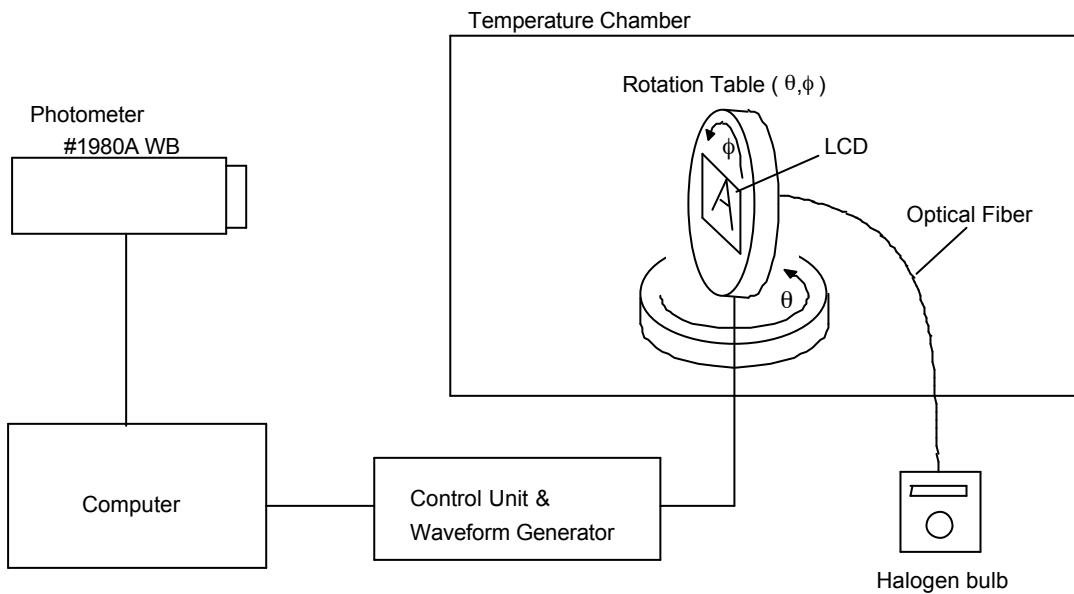 Temperature Chamber
Rotation Table ( θ,ϕ )
Photometer
#1980A WB
ϕ
LCD
A
Optical Fiber
θ
Computer
Control Unit &
Waveform Generator
Halogen bulb